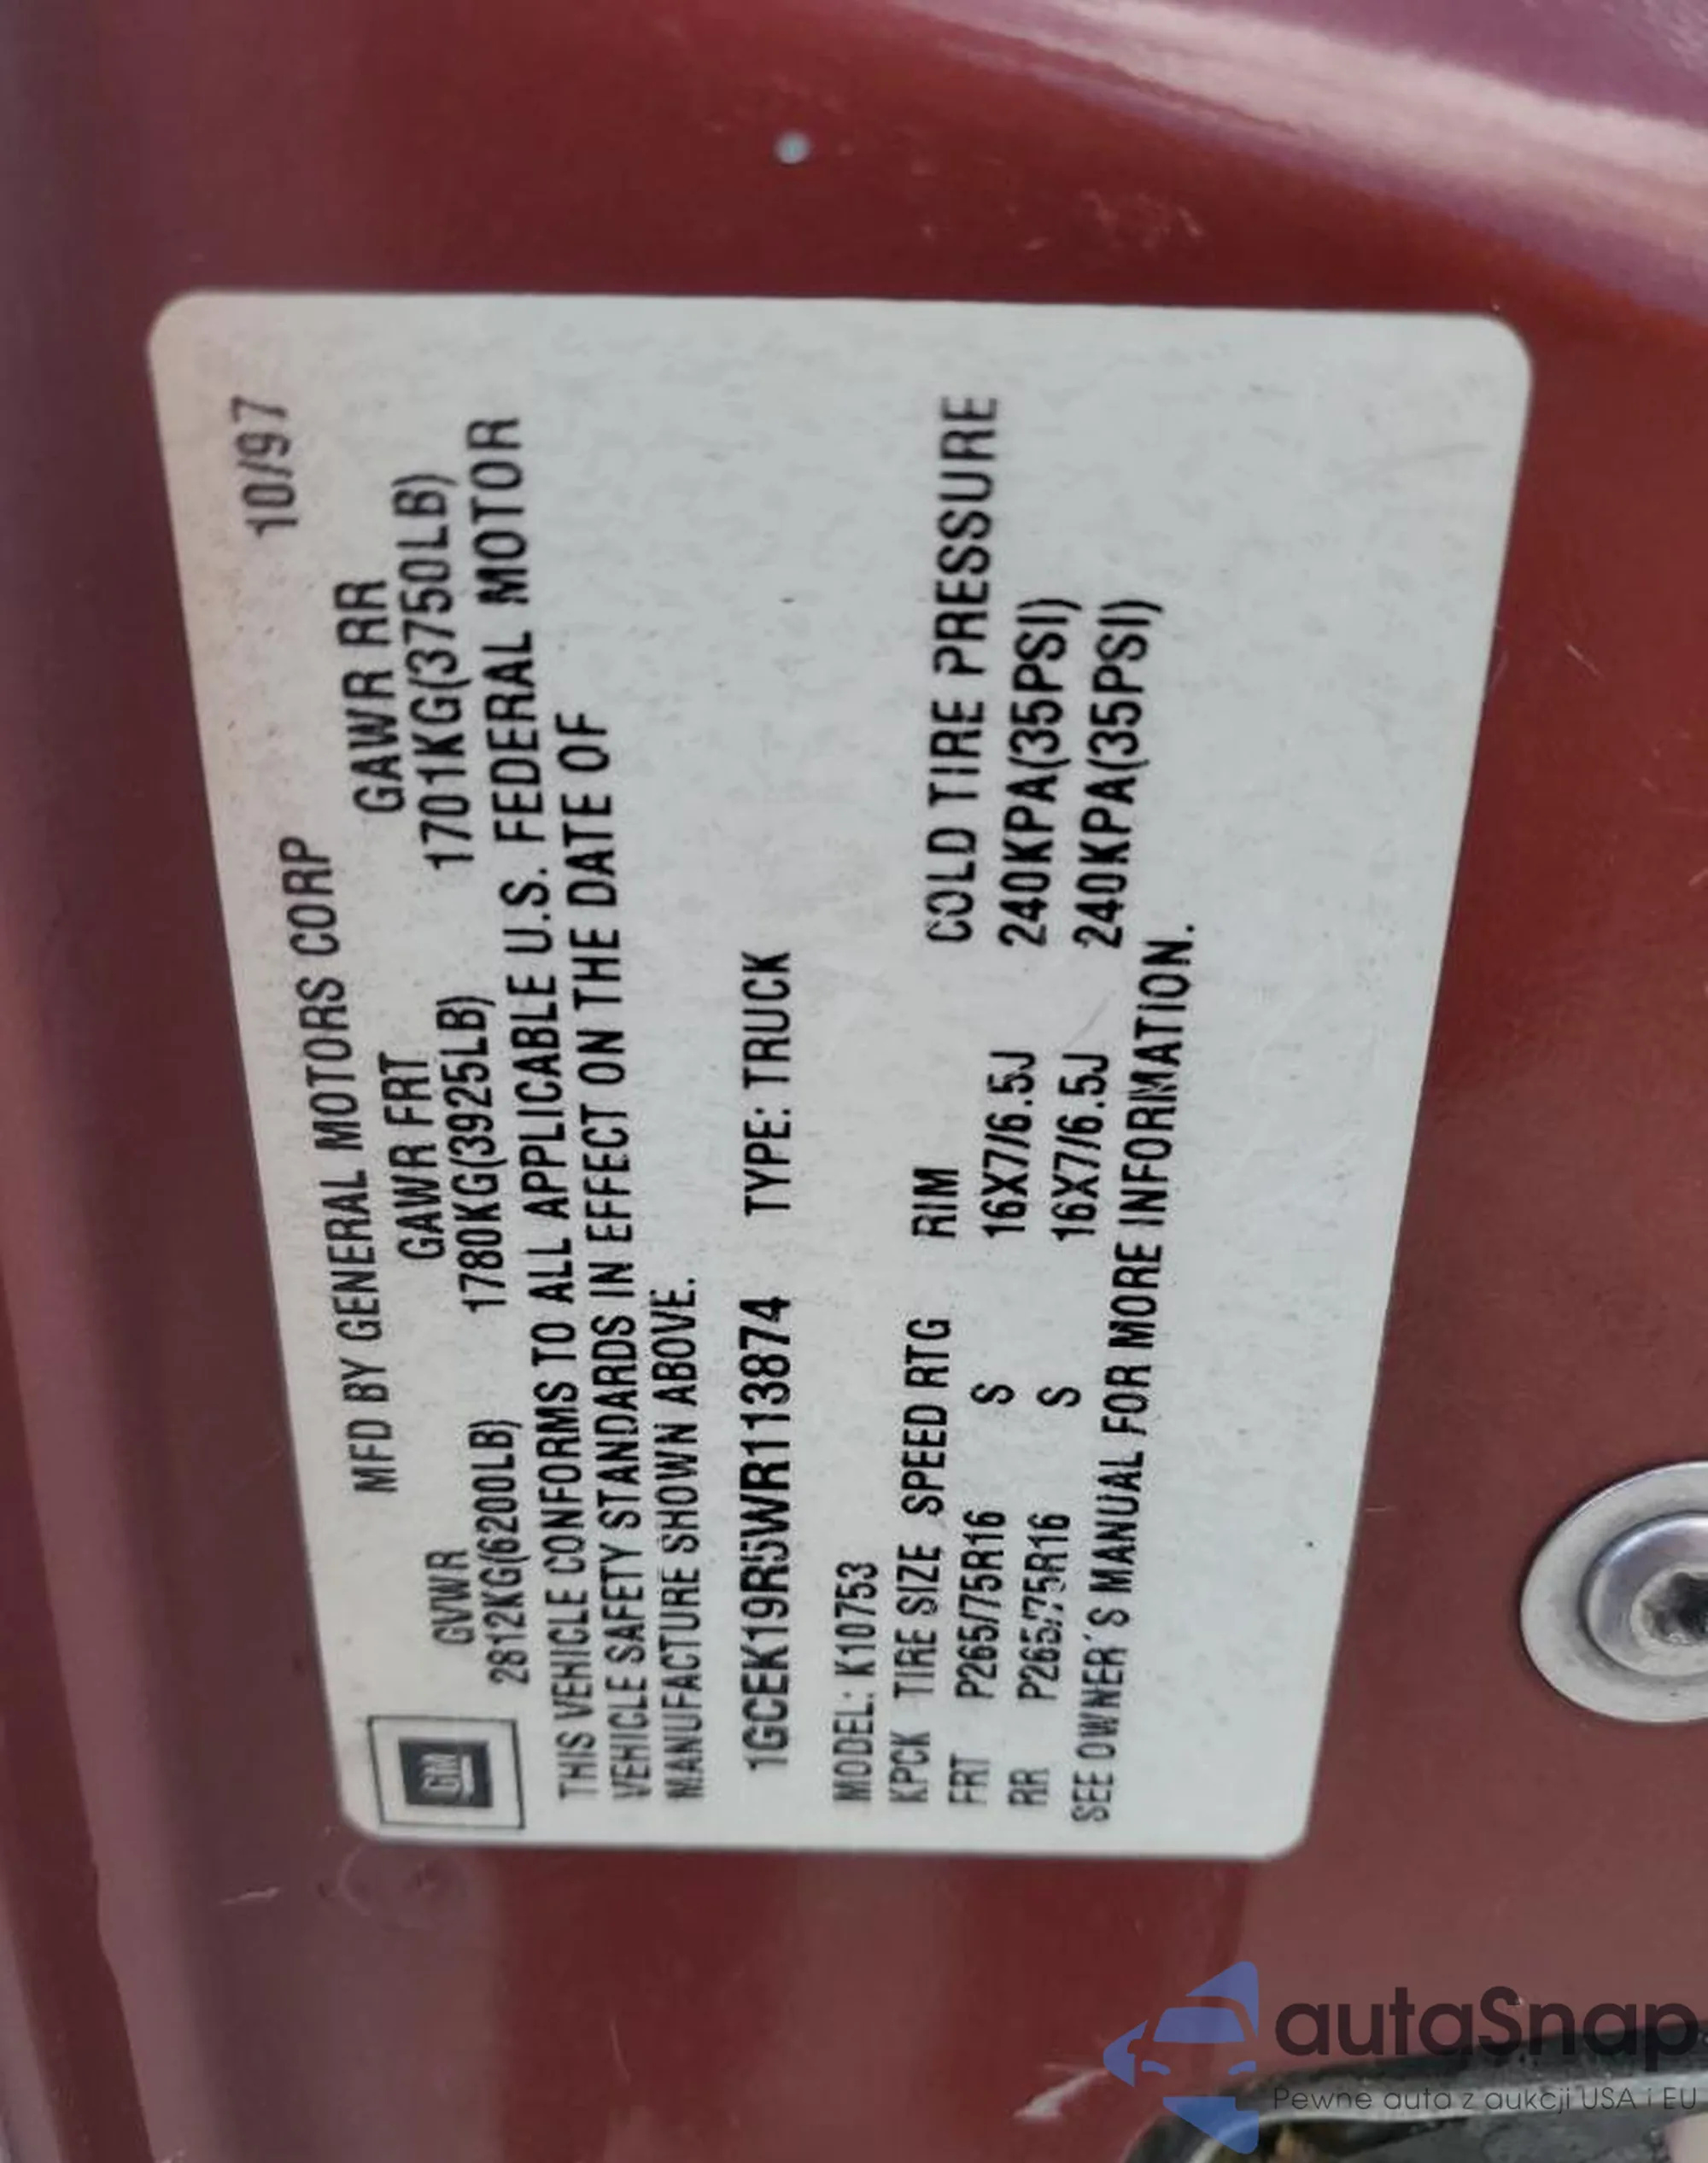 GM
MFD BY GENERAL MOTORS CORP 10/97
GVWR GAWR FRT GAWR RR
2812KG(6200LB) 1780KG(3925LB) 1701KG(3750LB)
THIS VEHICLE CONFORMS TO ALL APPLICABLE U.S. FEDERAL MOTOR
VEHICLE SAFETY STANDARDS IN EFFECT ON THE DATE OF
MANUFACTURE SHOWN ABOVE.
1GCEK19R5WR113874 TYPE: TRUCK
MODEL: K10753
KPCK TIRE SIZE SPEED RTG RIM COLD TIRE PRESSURE
FRT P265/75R16 S 16X7/6.5J 240KPA(35PSI)
RR P265/75R16 S 16X7/6.5J 240KPA(35PSI)
SEE OWNER'S MANUAL FOR MORE INFORMATION.
autaSnap
Pewne auta z aukcji USA i EU